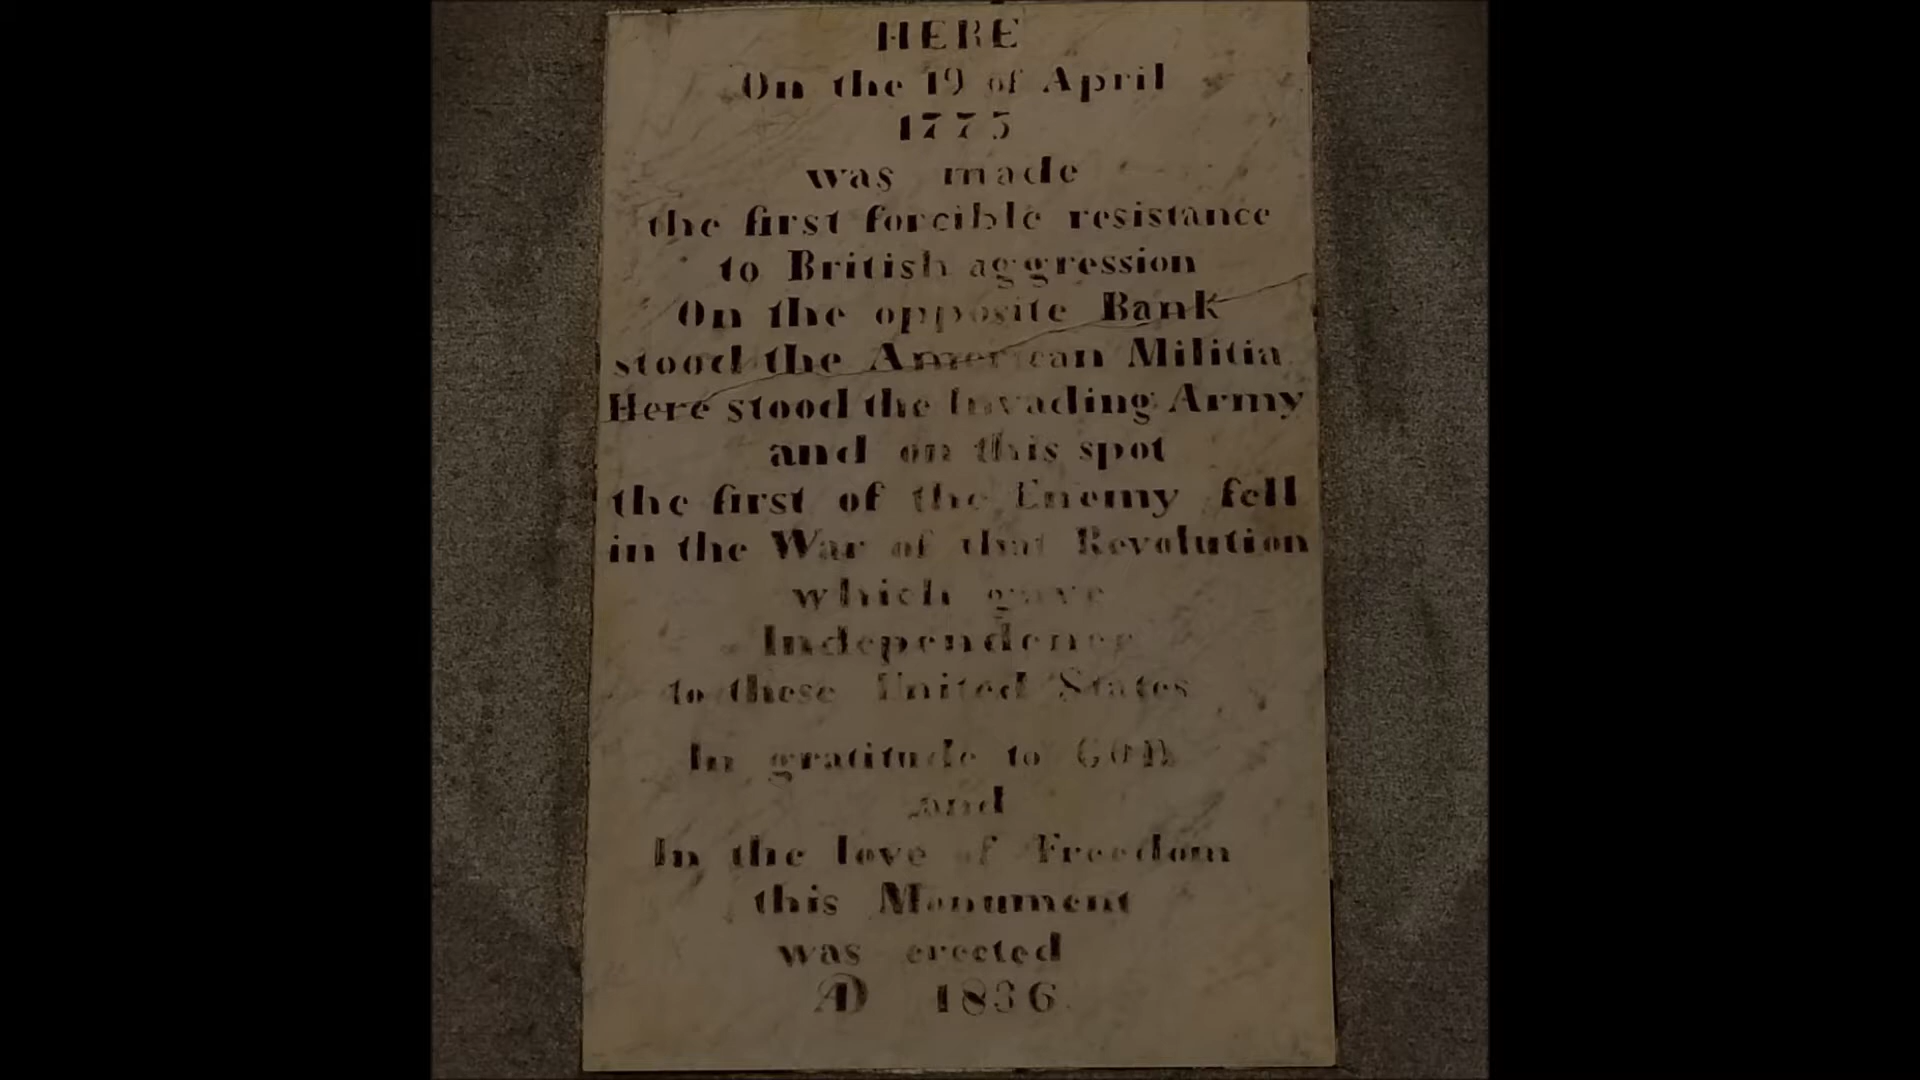 HERE
On the 19 of April
1775
was made
the first forcible resistance
to British aggression
On the opposite Bank
stood the American Militia
Here stood the Invading Army
and on this spot
the first of the Enemy fell
in the War of that Revolution
which gave
Independence
to these United States
In gratitude to GOD
and
In the love of Freedom
this Monument
was erected
AD 1836